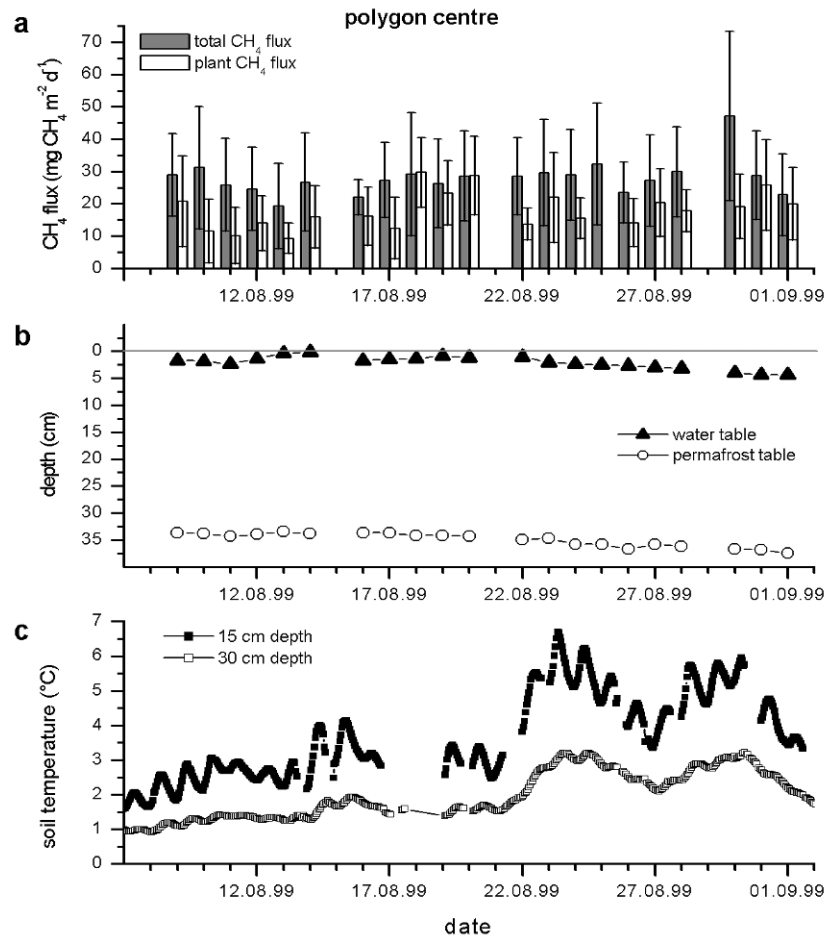 polygon centre
a
total CH₄ flux
plant CH₄ flux
CH₄ flux (mg CH₄ m⁻² d⁻¹)
70
60
50
40
30
20
10
0
12.08.99 17.08.99 22.08.99 27.08.99 01.09.99
b
depth (cm)
0
5
10
15
20
25
30
35
water table
permafrost table
12.08.99 17.08.99 22.08.99 27.08.99 01.09.99
c
15 cm depth
30 cm depth
soil temperature (°C)
7
6
5
4
3
2
1
0
12.08.99 17.08.99 22.08.99 27.08.99 01.09.99
date